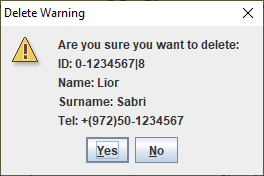 Delete Warning
Are you sure you want to delete:
ID: 0-1234567|8
Name: Lior
Surname: Sabri
Tel: +(972)50-1234567
Yes No